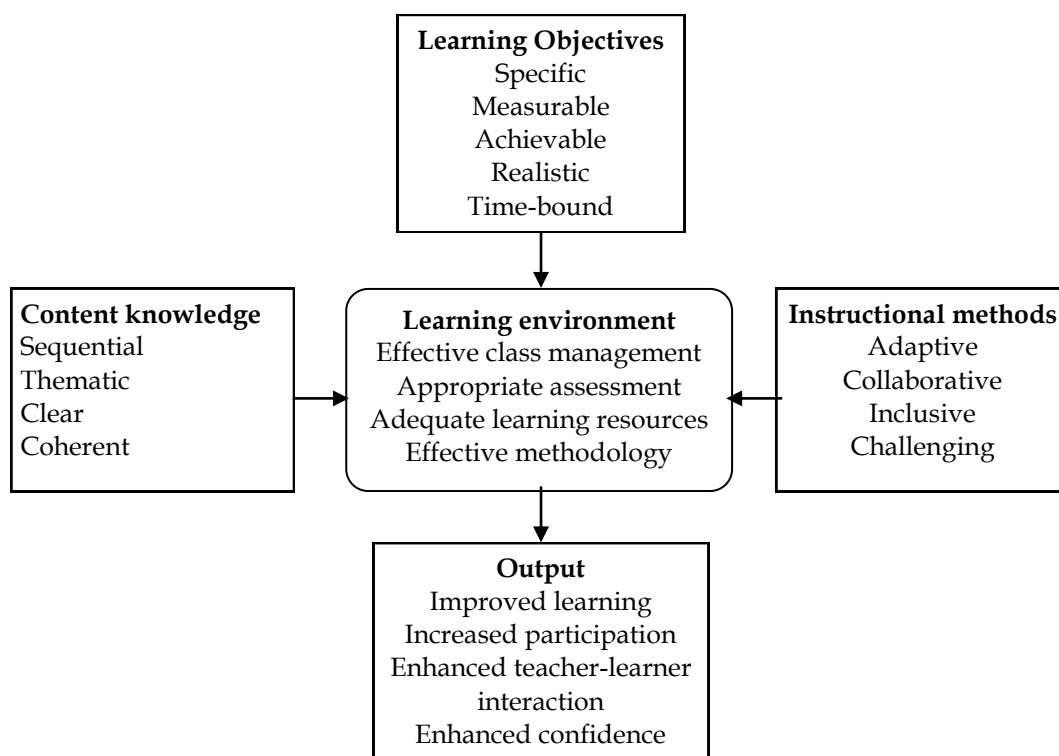 Learning Objectives
Specific
Measurable
Achievable
Realistic
Time-bound
Content knowledge
Sequential
Thematic
Clear
Coherent
Learning environment
Effective class management
Appropriate assessment
Adequate learning resources
Effective methodology
Instructional methods
Adaptive
Collaborative
Inclusive
Challenging
Output
Improved learning
Increased participation
Enhanced teacher-learner
interaction
Enhanced confidence